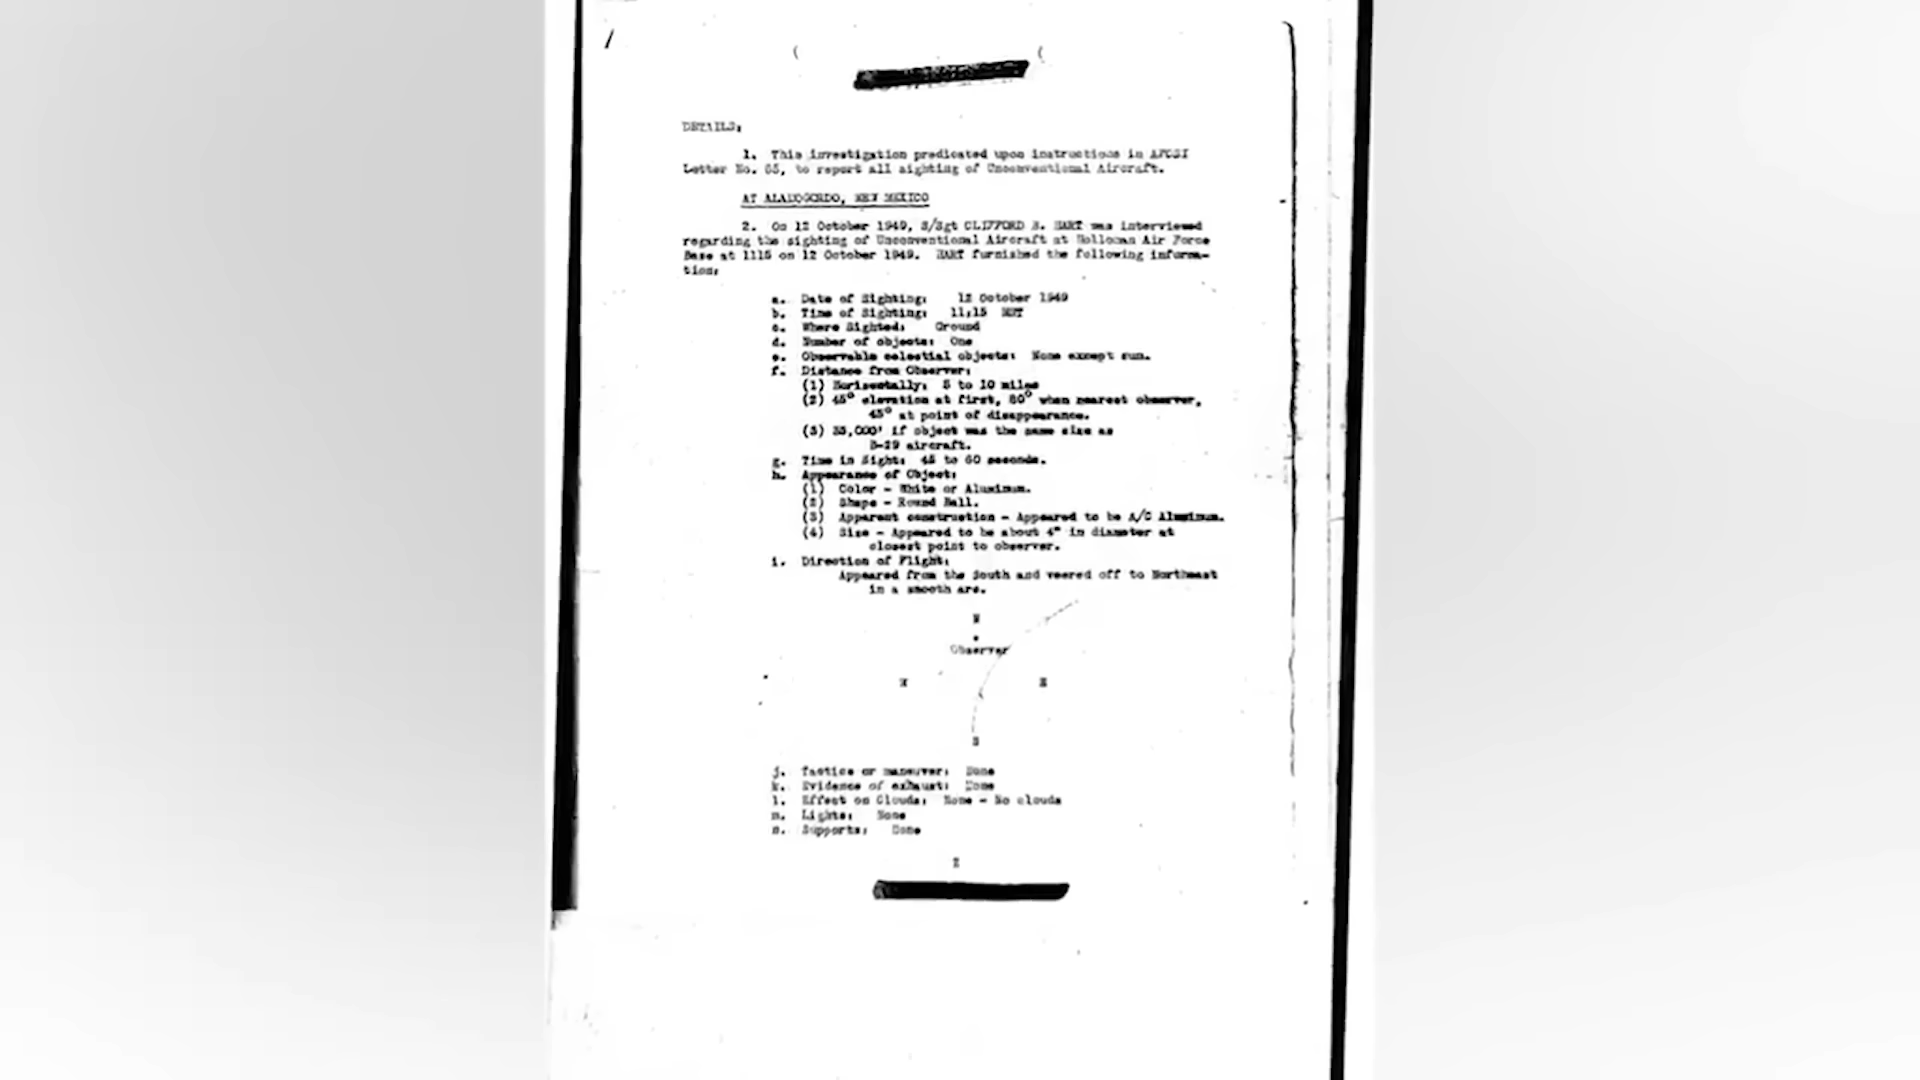 DETAILS:
1. This investigation predicated upon instructions in AFOSI
Letter No. 85, to report all sighting of Unconventional Aircraft.
AT ALAMOGORDO, NEW MEXICO
2. On 12 October 1949, S/Sgt CLIFFORD E. HART was interviewed
regarding the sighting of Unconventional Aircraft at Holloman Air Force
Base at 1115 on 12 October 1949. HART furnished the following informa-
tion:
a. Date of Sighting: 12 October 1949
b. Time of Sighting: 11:15 MST
c. Where Sighted: Ground
d. Number of objects: One
e. Observable celestial objects: None except sun.
f. Distance from Observer:
(1) Horizontally: 5 to 10 miles
(2) 45° elevation at first, 80° when nearest observer,
45° at point of disappearance.
(3) 35,000' if object was the same size as
B-29 aircraft.
g. Time in Sight: 45 to 60 seconds.
h. Appearance of Object:
(1) Color - White or Aluminum.
(2) Shape - Round Ball.
(3) Apparent construction - Appeared to be A/C Aluminum.
(4) Size - Appeared to be about 4" in diameter at
closest point to observer.
i. Direction of Flight:
Appeared from the South and veered off to Northeast
in a smooth arc.
N
Observer
W E
S
j. Tactics or maneuver: None
k. Evidence of exhaust: None
l. Effect on Clouds: None - No clouds
m. Lights: None
n. Supports: None
2